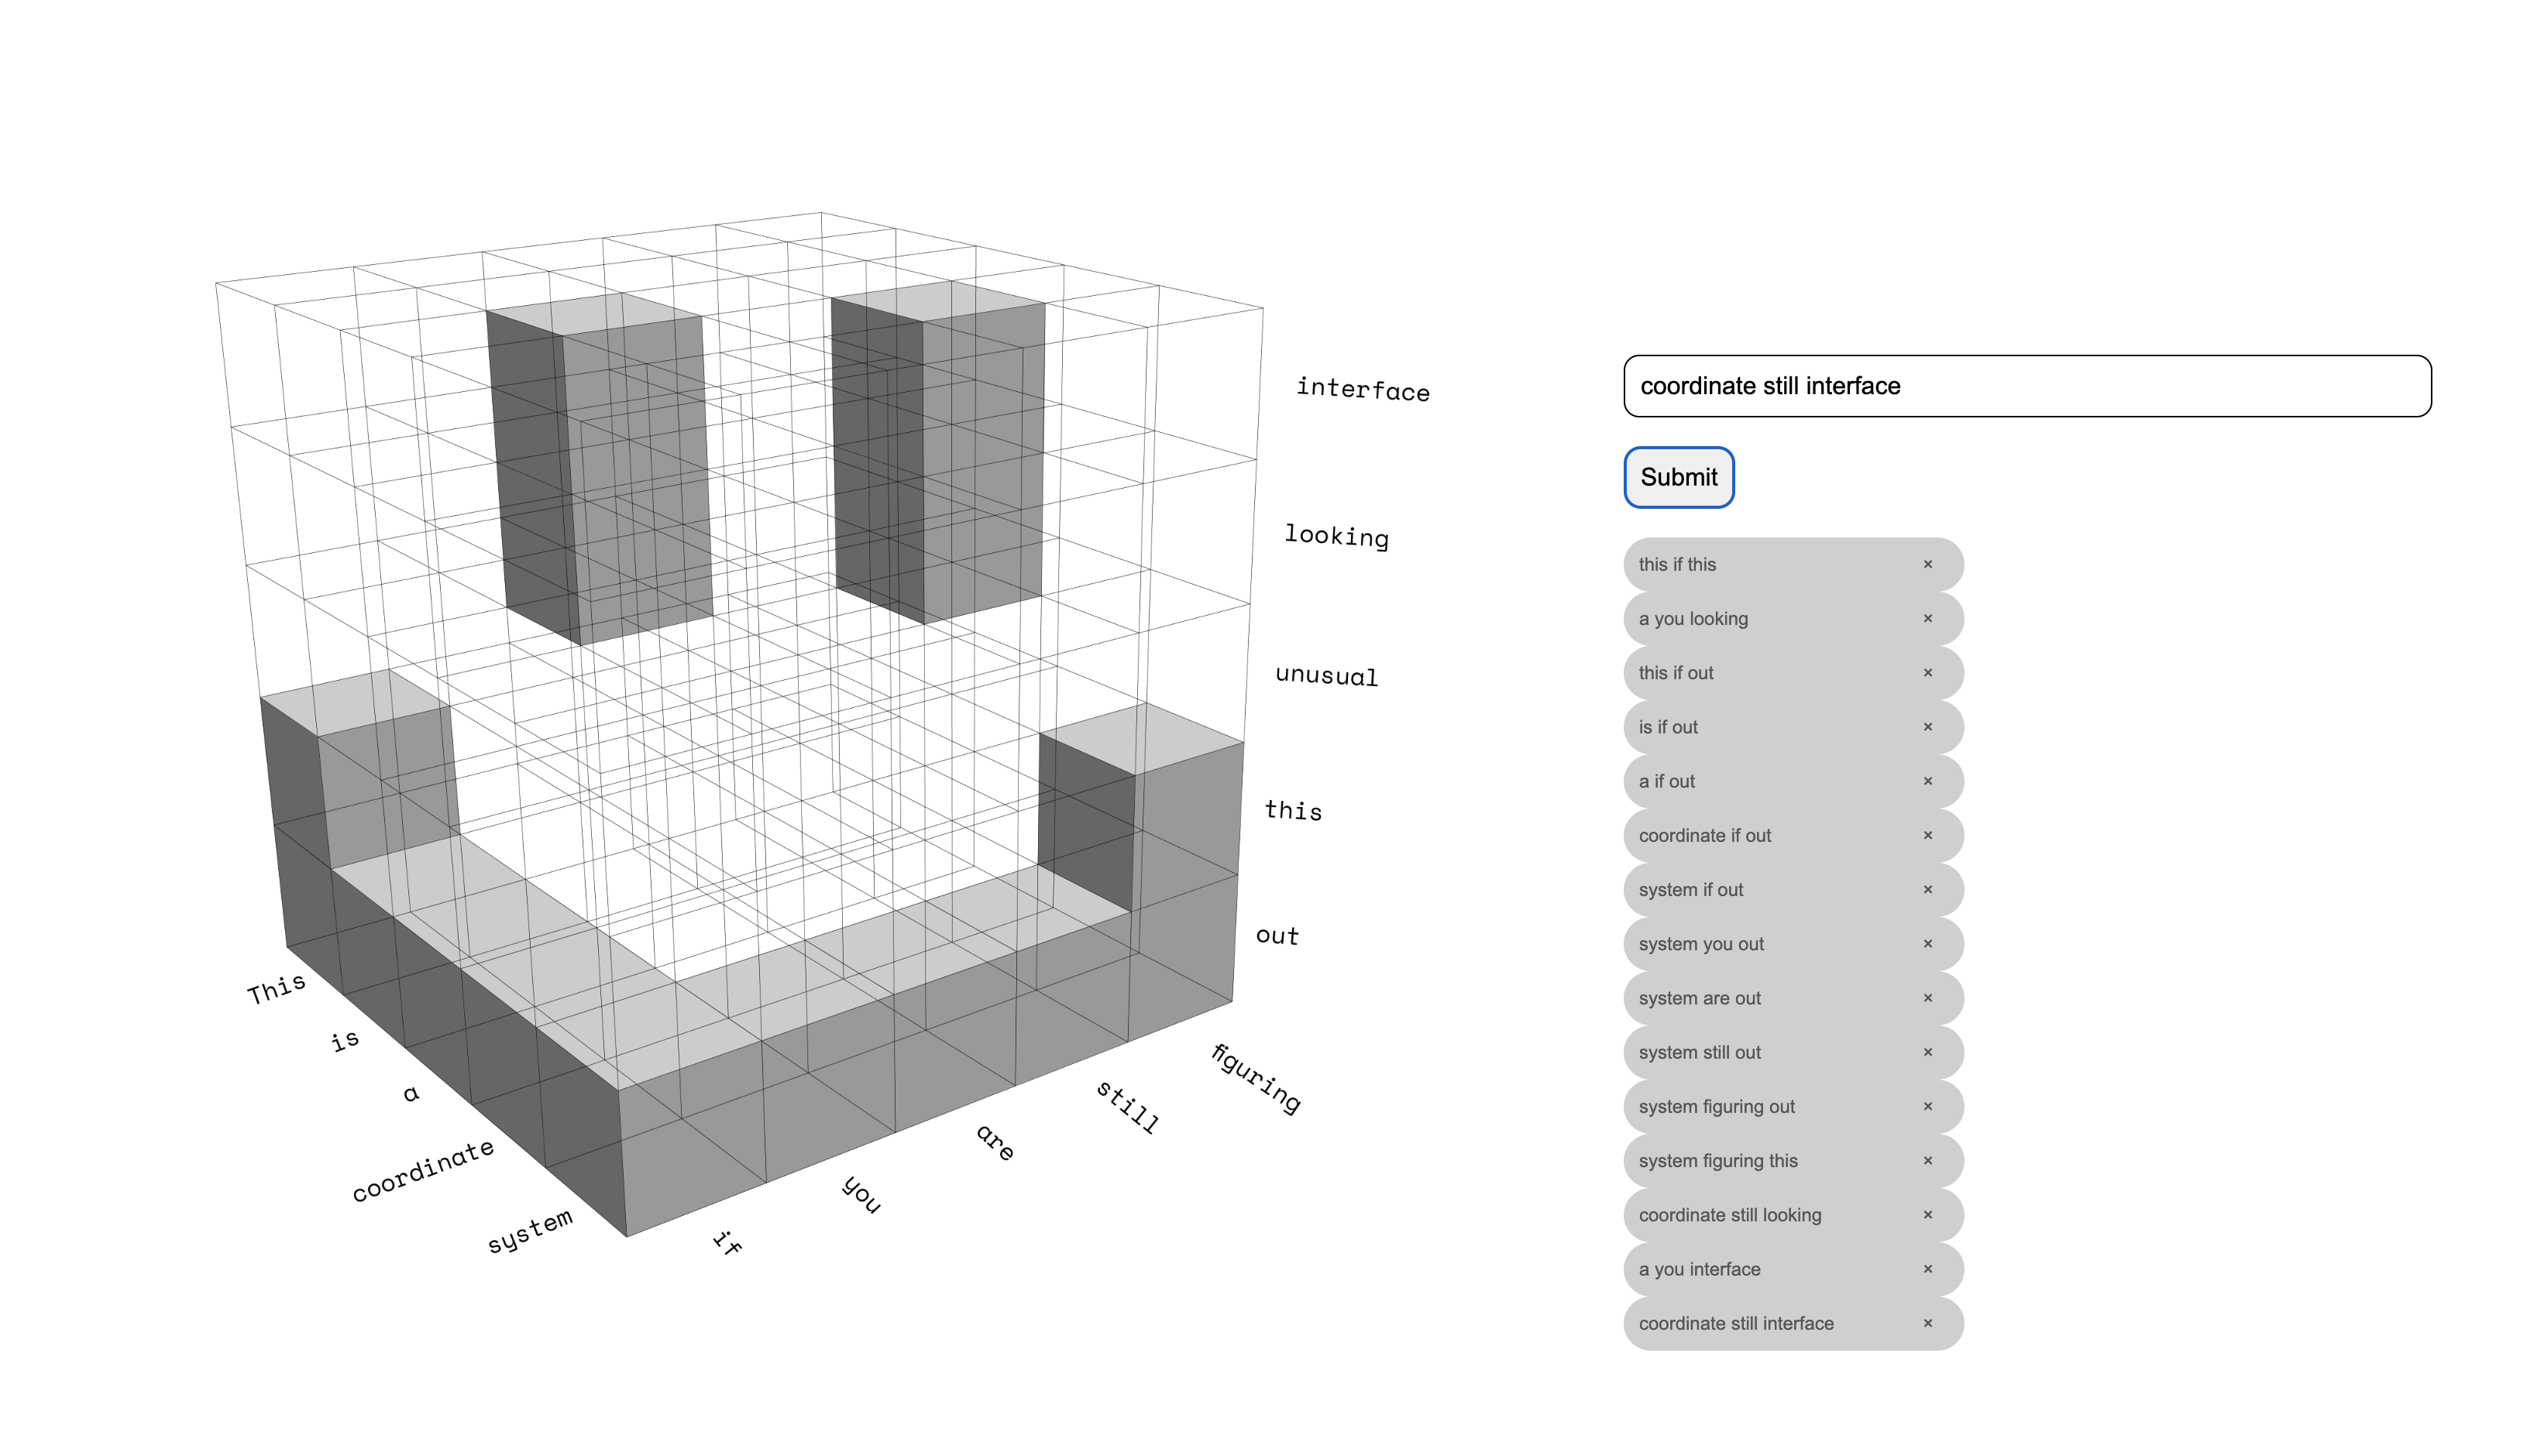 interface
looking
unusual
this
out
This
is
a
coordinate
system
if
you
are
still
figuring
coordinate still interface
Submit
this if this ×
a you looking ×
this if out ×
is if out ×
a if out ×
coordinate if out ×
system if out ×
system you out ×
system are out ×
system still out ×
system figuring out ×
system figuring this ×
coordinate still looking ×
a you interface ×
coordinate still interface ×